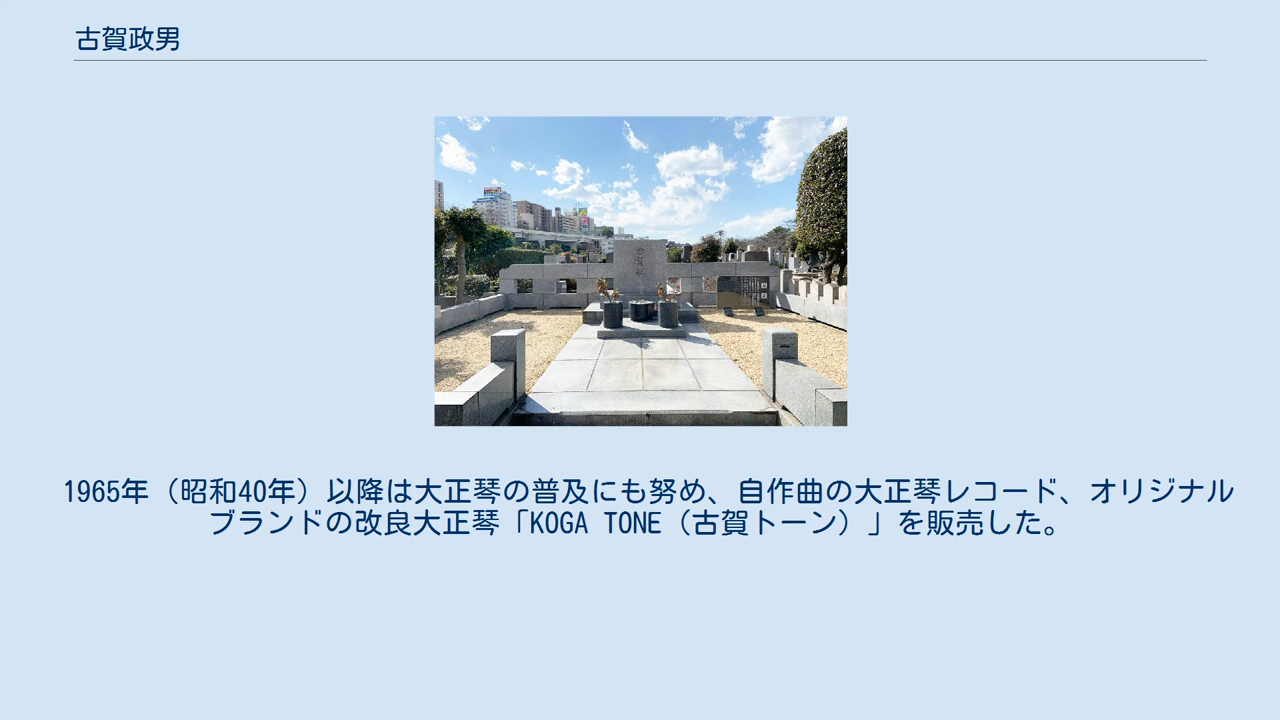 古賀政男
1965年（昭和40年）以降は大正琴の普及にも努め、自作曲の大正琴レコード、オリジナル
ブランドの改良大正琴「KOGA TONE（古賀トーン）」を販売した。